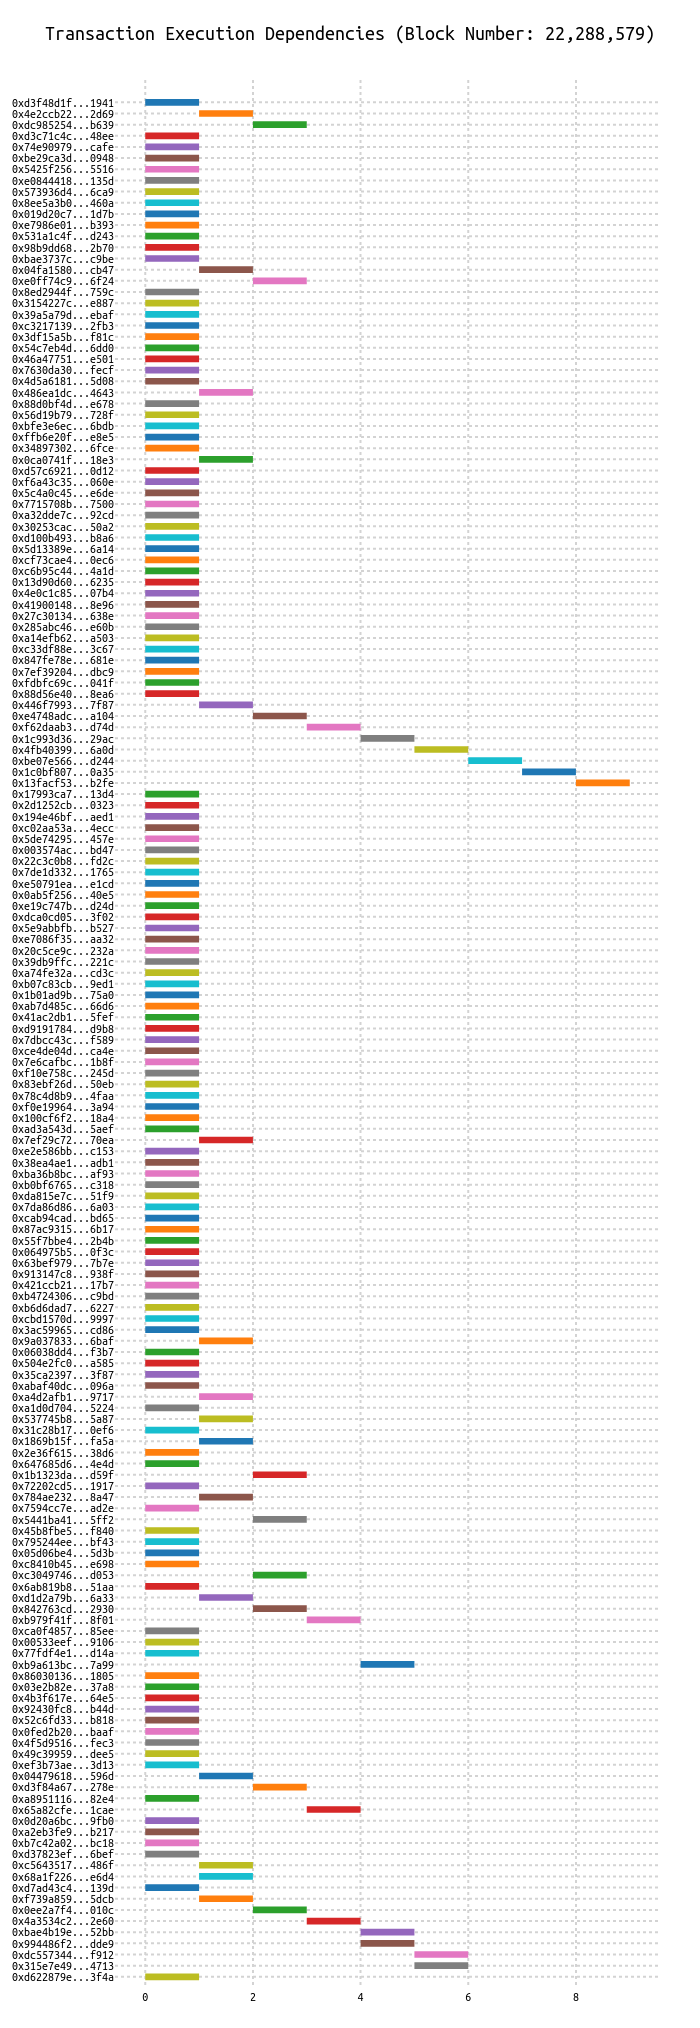 Transaction Execution Dependencies (Block Number: 22,288,579)
0xd3f48d1f...1941
0x4e2ccb22...2d69
0xdc985254...b639
0xd3c71c4c...48ee
0x74e90979...cafe
0xbe29ca3d...0948
0x5425f256...5516
0xe0844418...135d
0x573936d4...6ca9
0x8ee5a3b0...460a
0x019d20c7...1d7b
0xe7986e01...b393
0x531a1c4f...d243
0x98b9dd68...2b70
0xbae3737c...c9be
0x04fa1580...cb47
0xe0ff74c9...6f24
0x8ed2944f...759c
0x3154227c...e887
0x39a5a79d...ebaf
0xc3217139...2fb3
0x3df15a5b...f81c
0x54c7eb4d...6dd0
0x46a47751...e501
0x7630da30...fecf
0x4d5a6181...5d08
0x486ea1dc...4643
0x88d0bf4d...e678
0x56d19b79...728f
0xbfe3e6ec...6bdb
0xffb6e20f...e8e5
0x34897302...6fce
0x0ca0741f...18e3
0xd57c6921...0d12
0xf6a43c35...060e
0x5c4a0c45...e6de
0x7715708b...7500
0xa32dde7c...92cd
0x30253cac...50a2
0xd100b493...b8a6
0x5d13389e...6a14
0xcf73cae4...0ec6
0xc6b95c44...4a1d
0x13d90d60...6235
0x4e0c1c85...07b4
0x41900148...8e96
0x27c30134...638e
0x285abc46...e60b
0xa14efb62...a503
0xc33df88e...3c67
0x847fe78e...681e
0x7ef39204...dbc9
0xfdbfc69c...041f
0x88d56e40...8ea6
0x446f7993...7f87
0xe4748adc...a104
0xf62daab3...d74d
0x1c993d36...29ac
0x4fb40399...6a0d
0xbe07e566...d244
0x1c0bf807...0a35
0x13facf53...b2fe
0x17993ca7...13d4
0x2d1252cb...0323
0x194e46bf...aed1
0xc02aa53a...4ecc
0x5de74295...457e
0x003574ac...bd47
0x22c3c0b8...fd2c
0x7de1d332...1765
0xe50791ea...e1cd
0x0ab5f256...40e5
0xe19c747b...d24d
0xdca0cd05...3f02
0x5e9abbfb...b527
0xe7086f35...aa32
0x20c5ce9c...232a
0x39db9ffc...221c
0xa74fe32a...cd3c
0xb07c83cb...9ed1
0x1b01ad9b...75a0
0xab7d485c...66d6
0x41ac2db1...5fef
0xd9191784...d9b8
0x7dbcc43c...f589
0xce4de04d...ca4e
0x7e6cafbc...1b8f
0xf10e758c...245d
0x83ebf26d...50eb
0x78c4d8b9...4faa
0xf0e19964...3a94
0x100cf6f2...18a4
0xad3a543d...5aef
0x7ef29c72...70ea
0xe2e586bb...c153
0x38ea4ae1...adb1
0xba36b8bc...af93
0xb0bf6765...c318
0xda815e7c...51f9
0x7da86d86...6a03
0xcab94cad...bd65
0x87ac9315...6b17
0x55f7bbe4...2b4b
0x064975b5...0f3c
0x63bef979...7b7e
0x913147c8...938f
0x421ccb21...17b7
0xb4724306...c9bd
0xb6d6dad7...6227
0xcbd1570d...9997
0x3ac59965...cd86
0x9a037833...6baf
0x06038dd4...f3b7
0x504e2fc0...a585
0x35ca2397...3f87
0xabaf40dc...096a
0xa4d2afb1...9717
0xa1d0d704...5224
0x537745b8...5a87
0x31c28b17...0ef6
0x1869b15f...fa5a
0x2e36f615...38d6
0x647685d6...4e4d
0x1b1323da...d59f
0x72202cd5...1917
0x784ae232...8a47
0x7594cc7e...ad2e
0x5441ba41...5ff2
0x45b8fbe5...f840
0x795244ee...bf43
0x05d06be4...5d3b
0xc8410b45...e698
0xc3049746...d053
0x6ab819b8...51aa
0xd1d2a79b...6a33
0x842763cd...2930
0xb979f41f...8f01
0xca0f4857...85ee
0x00533eef...9106
0x77fdf4e1...d14a
0xb9a613bc...7a99
0x86030136...1805
0x03e2b82e...37a8
0x4b3f617e...64e5
0x92430fc8...b44d
0x52c6fd33...b818
0x0fed2b20...baaf
0x4f5d9516...fec3
0x49c39959...dee5
0xef3b73ae...3d13
0x04479618...596d
0xd3f84a67...278e
0xa8951116...82e4
0x65a82cfe...1cae
0x0d20a6bc...9fb0
0xa2eb3fe9...b217
0xb7c42a02...bc18
0xd37823ef...6bef
0xc5643517...486f
0x68a1f226...e6d4
0xd7ad43c4...139d
0xf739a859...5dcb
0x0ee2a7f4...010c
0x4a3534c2...2e60
0xbae4b19e...52bb
0x994486f2...dde9
0xdc557344...f912
0x315e7e49...4713
0xd622879e...3f4a
0 2 4 6 8